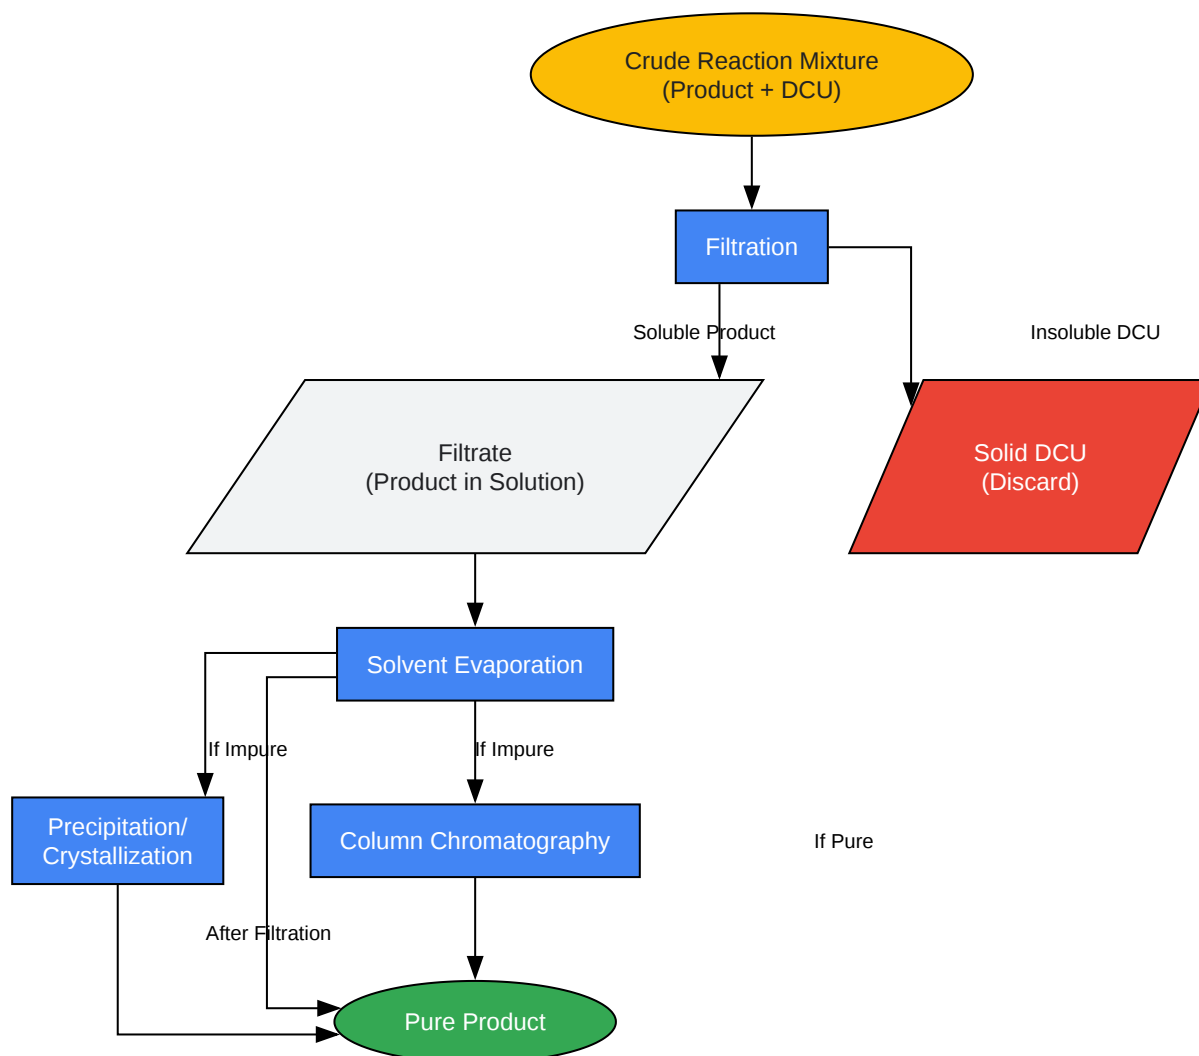 Crude Reaction Mixture
(Product + DCU)
Filtration
Soluble Product
Insoluble DCU
Filtrate
(Product in Solution)
Solid DCU
(Discard)
Solvent Evaporation
If Impure
If Impure
Precipitation/
Crystallization
Column Chromatography
If Pure
After Filtration
Pure Product